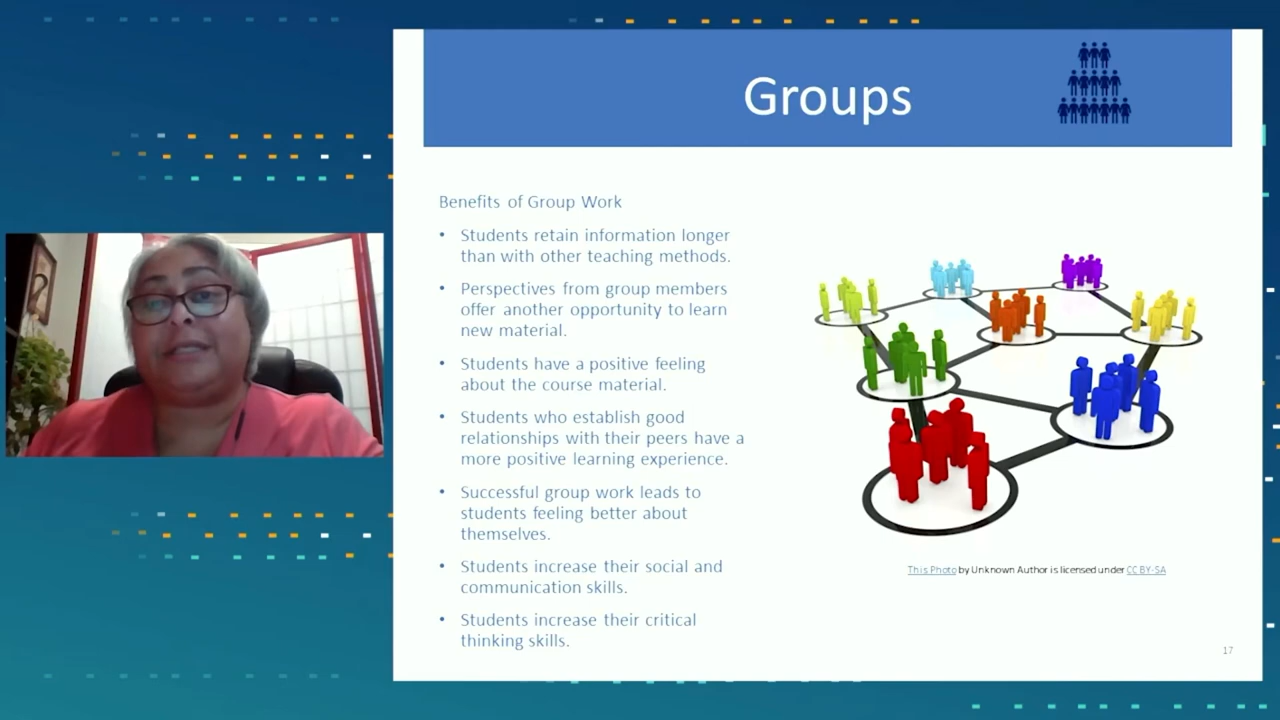 Groups
Benefits of Group Work
• Students retain information longer
than with other teaching methods.
• Perspectives from group members
offer another opportunity to learn
new material.
• Students have a positive feeling
about the course material.
• Students who establish good
relationships with their peers have a
more positive learning experience.
• Successful group work leads to
students feeling better about
themselves.
• Students increase their social and
communication skills.
• Students increase their critical
thinking skills.
This Photo by Unknown Author is licensed under CC BY-SA
17